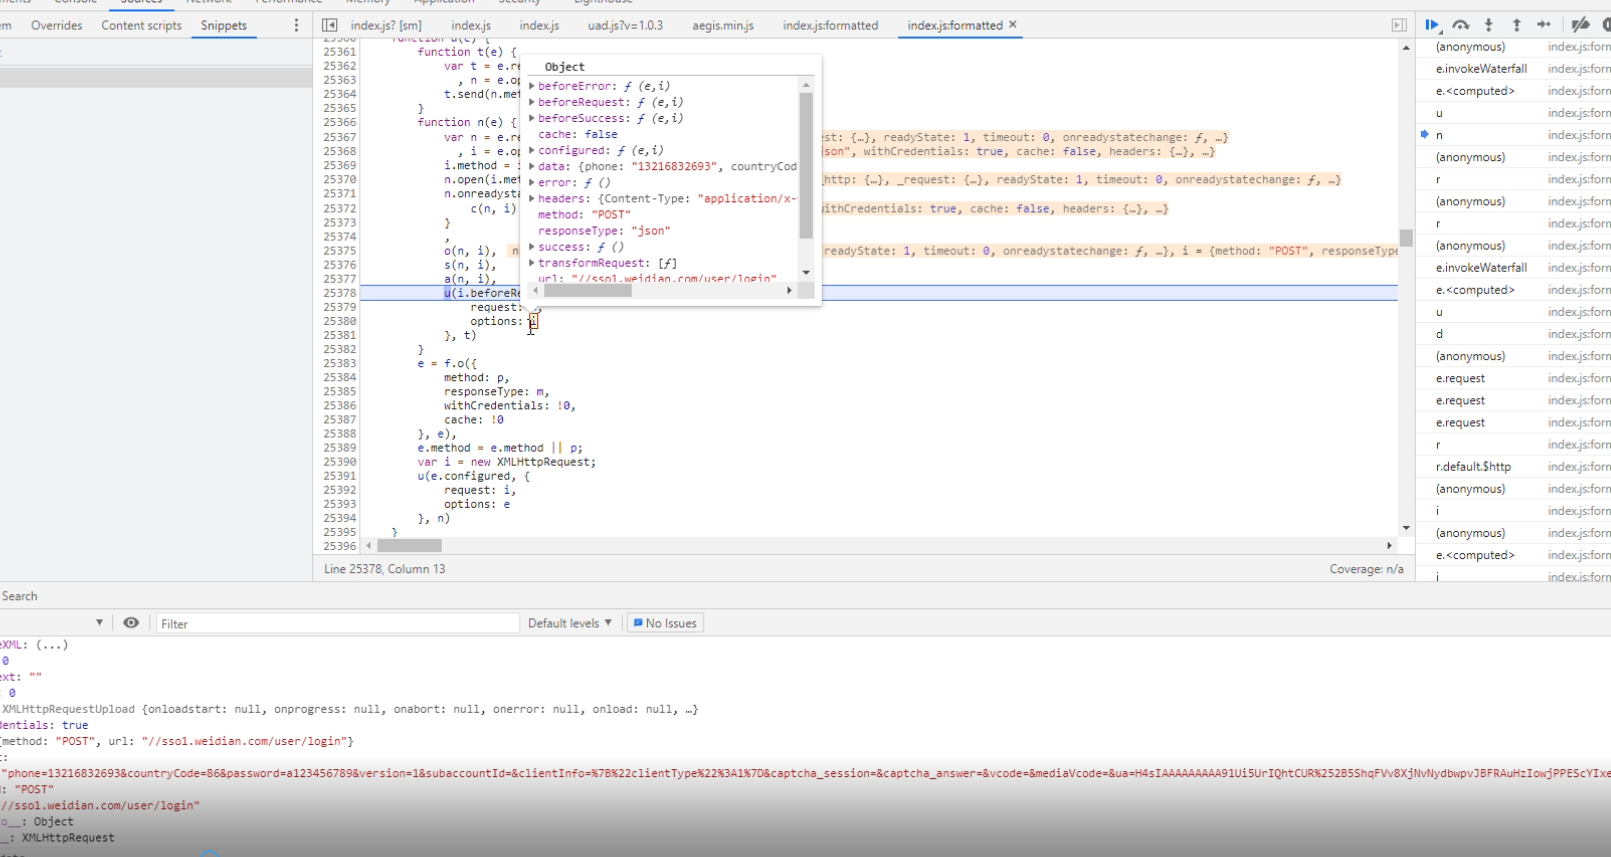 Sources Network Performance Memory Application Security Lighthouse
Overrides Content scripts Snippets
index.js? [sm] index.js index.js uad.js?v=1.0.3 aegis.min.js index.js:formatted index.js:formatted ×
25361 function t(e) {
25362 var t = e.re
25363 , n = e.op
25364 t.send(n.met
25365 }
25366 function n(e) {
25367 var n = e.re est: {…}, readyState: 1, timeout: 0, onreadystatechange: ƒ, …}
25368 , i = e.op json", withCredentials: true, cache: false, headers: {…}, …}
25369 i.method = i
25370 n.open(i.met _http: {…}, _request: {…}, readyState: 1, timeout: 0, onreadystatechange: ƒ, …}
25371 n.onreadysta
25372 c(n, i) withCredentials: true, cache: false, headers: {…}, …}
25373 }
25374 ,
25375 o(n, i), n readyState: 1, timeout: 0, onreadystatechange: ƒ, …}, i = {method: "POST", responseType
25376 s(n, i),
25377 a(n, i),
25378 u(i.beforeRe
25379 request:
25380 options: i
25381 }, t)
25382 }
25383 e = f.o({
25384 method: p,
25385 responseType: m,
25386 withCredentials: !0,
25387 cache: !0
25388 }, e),
25389 e.method = e.method || p;
25390 var i = new XMLHttpRequest;
25391 u(e.configured, {
25392 request: i,
25393 options: e
25394 }, n)
25395 }
25396
Object
beforeError: ƒ (e,i)
beforeRequest: ƒ (e,i)
beforeSuccess: ƒ (e,i)
cache: false
configured: ƒ (e,i)
data: {phone: "13216832693", countryCod
error: ƒ ()
headers: {Content-Type: "application/x-
method: "POST"
responseType: "json"
success: ƒ ()
transformRequest: [ƒ]
url: "//sso1.weidian.com/user/login"
(anonymous) index.js:form
e.invokeWaterfall index.js:form
e.<computed> index.js:form
u index.js:form
n index.js:form
(anonymous) index.js:form
r index.js:form
(anonymous) index.js:form
r index.js:form
(anonymous) index.js:form
e.invokeWaterfall index.js:form
e.<computed> index.js:form
u index.js:form
d index.js:form
(anonymous) index.js:form
e.request index.js:form
e.request index.js:form
e.request index.js:form
r index.js:form
r.default.$http index.js:form
(anonymous) index.js:form
i index.js:form
(anonymous) index.js:form
e.<computed> index.js:form
i index.js:form
Line 25378, Column 13 Coverage: n/a
Search
Filter Default levels ▼ No Issues
eXML: (...)
0
ext: ""
: 0
XMLHttpRequestUpload {onloadstart: null, onprogress: null, onabort: null, onerror: null, onload: null, …}
dentials: true
{method: "POST", url: "//sso1.weidian.com/user/login"}
t:
"phone=13216832693&countryCode=86&password=a123456789&version=1&subaccountId=&clientInfo=%7B%22clientType%22%3A1%7D&captcha_session=&captcha_answer=&vcode=&mediaVcode=&ua=H4sIAAAAAAAAA91Ui5UrIQhtCUR%252B5ShqFVv8XjNvNydbwpvJBFRAuHzIowjPPEScYIxe
d: "POST"
//sso1.weidian.com/user/login"
o__: Object
__: XMLHttpRequest